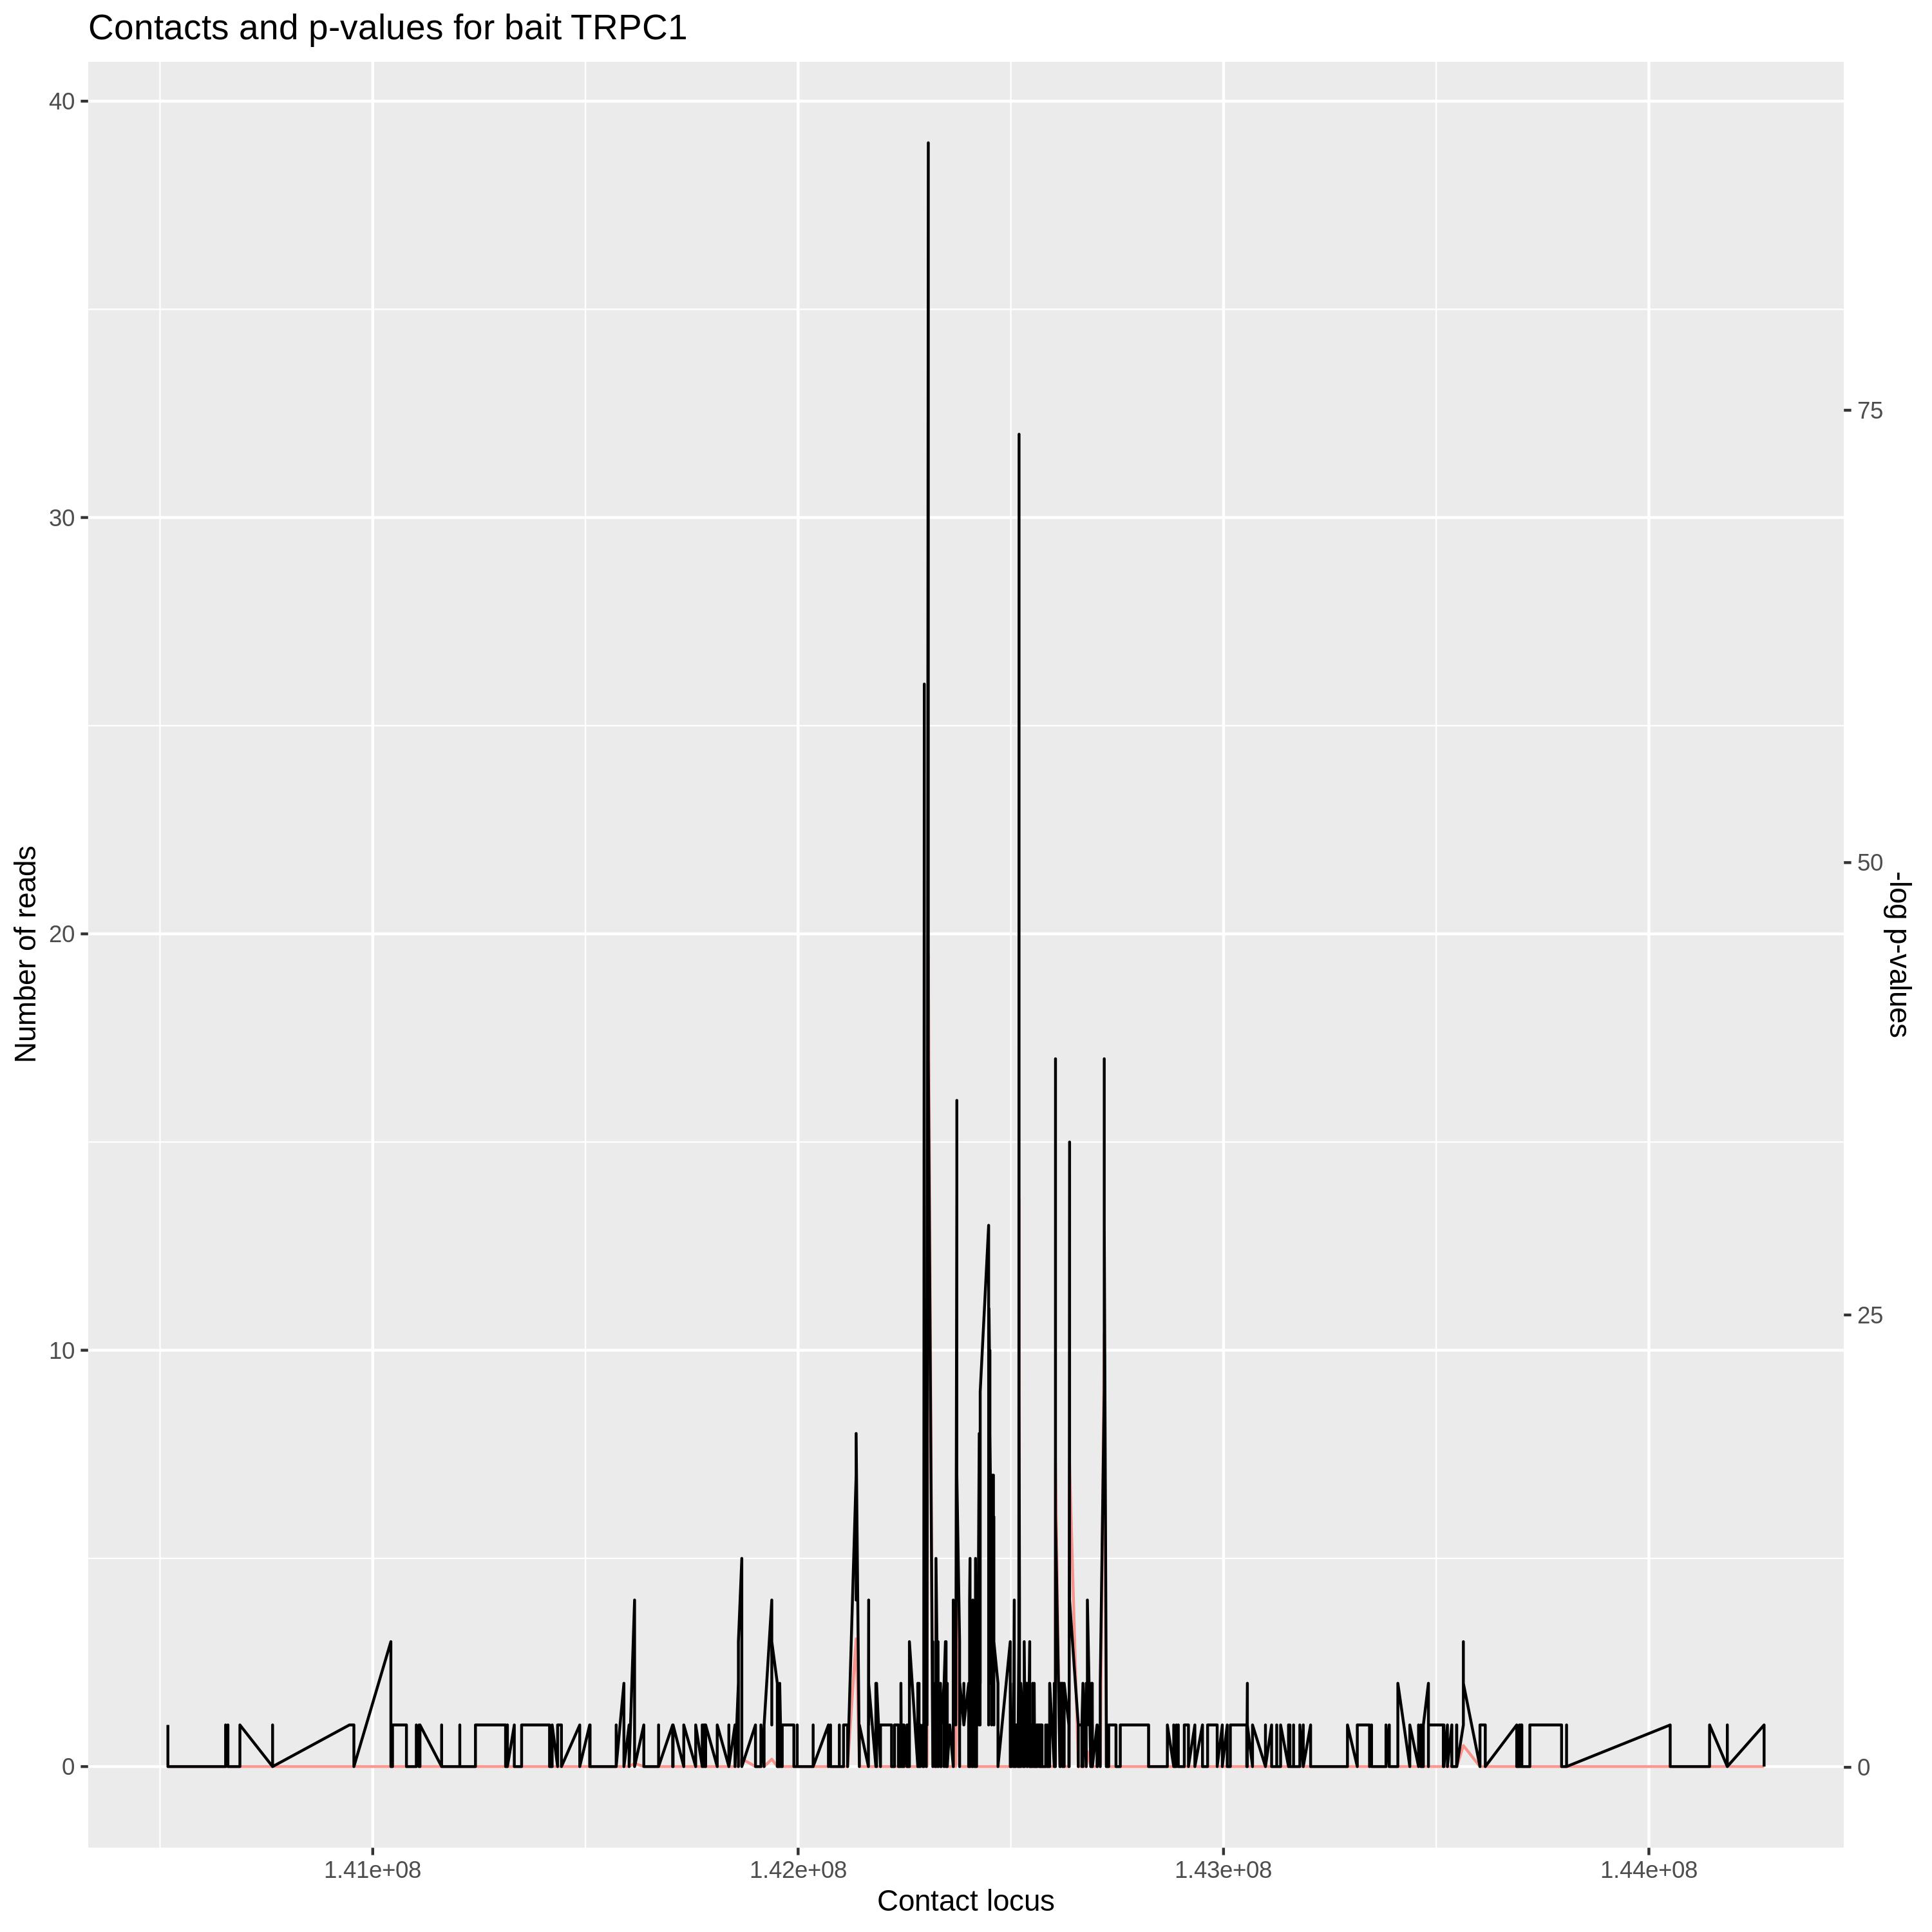 Contacts and p-values for bait TRPC1
40
30
20
10
0
Number of reads
75
50
25
0
-log p-values
1.41e+08
1.42e+08
1.43e+08
1.44e+08
Contact locus